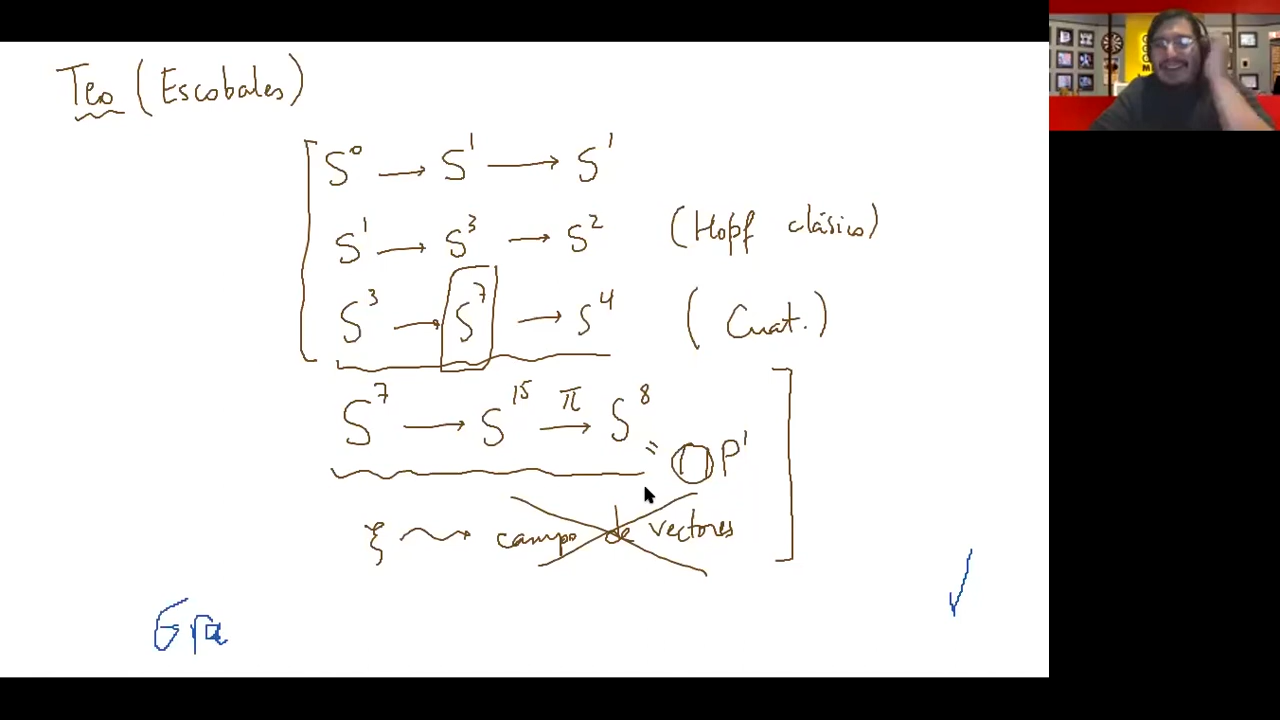 Teo (Escobales)
S⁰ → S¹ → S¹
S¹ → S³ → S² (Hopf clásico)
S³ → S⁷ → S⁴ (Cuat.)
S⁷ → S¹⁵ π→ S⁸ = 𝕆P¹
ξ ⇝ campo de vectores
Gra